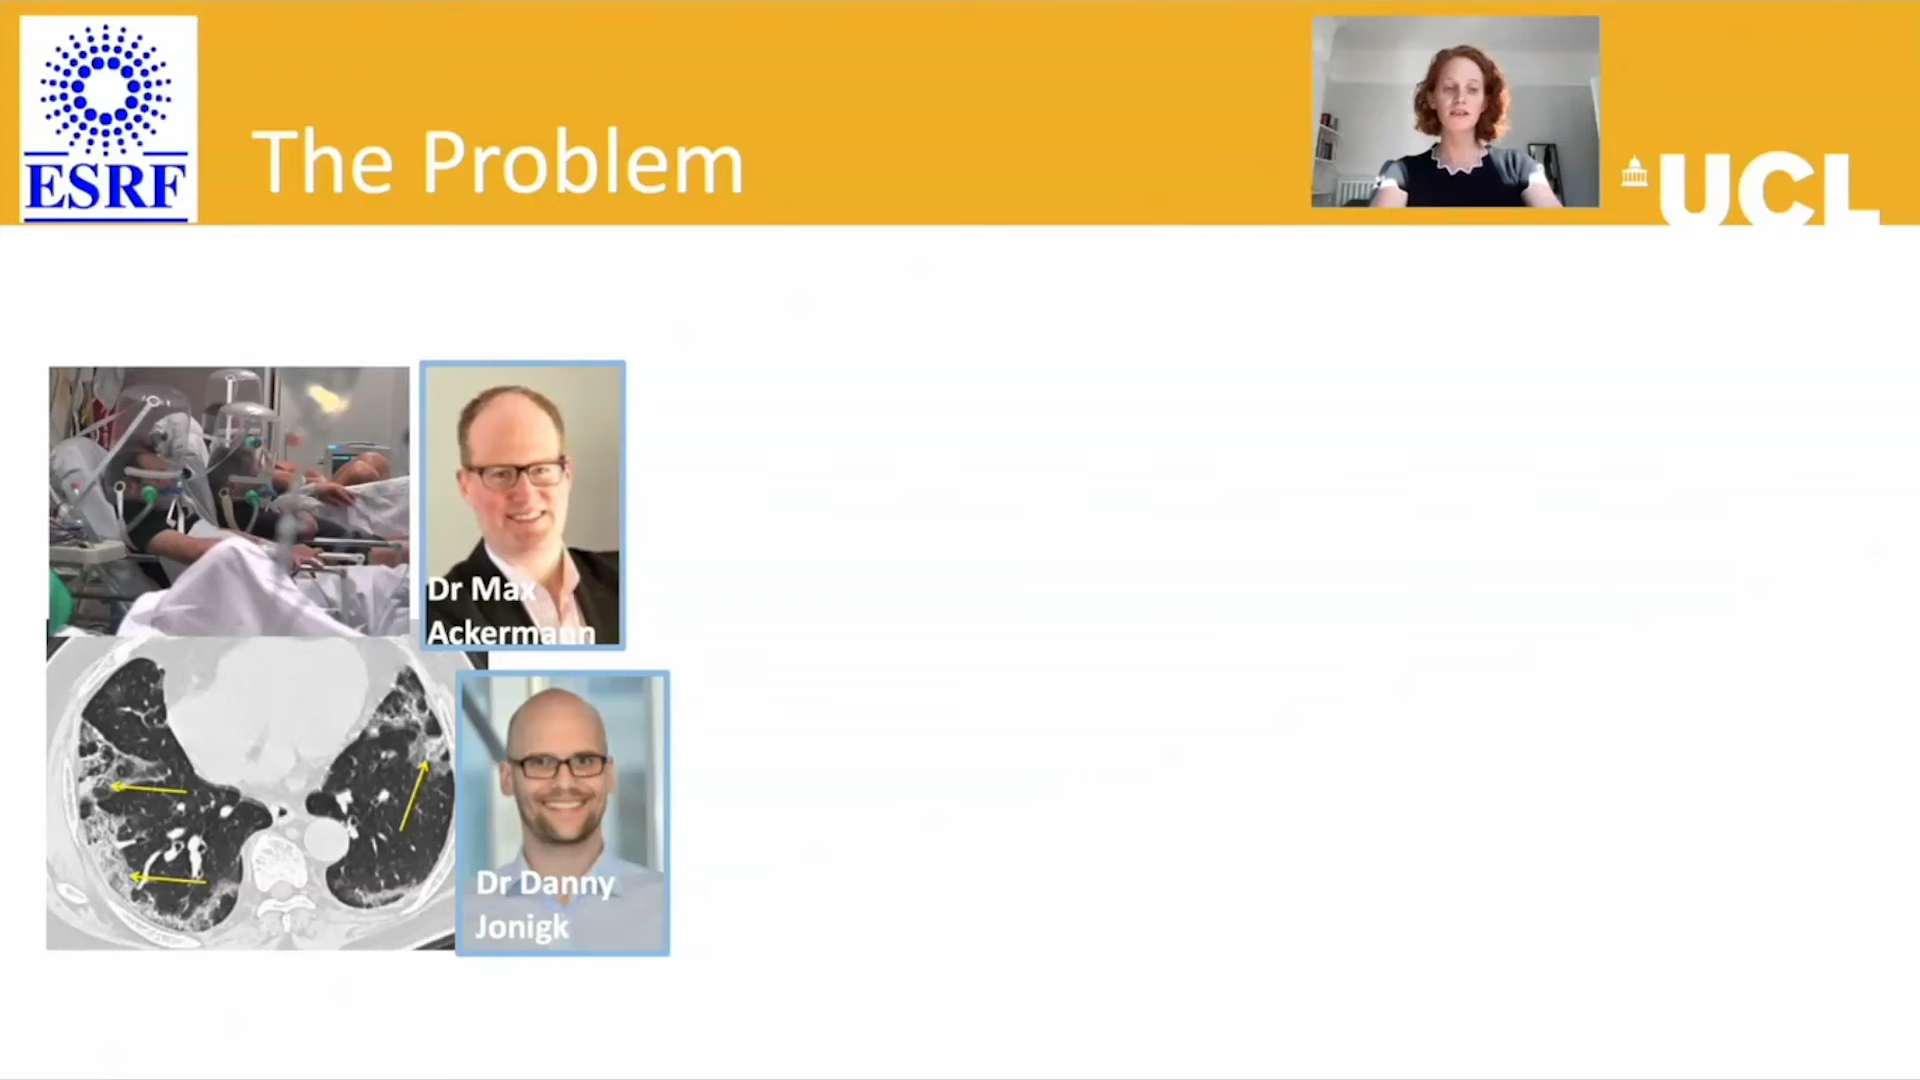 ESRF
The Problem
UCL
Dr Max
Ackermann
Dr Danny
Jonigk